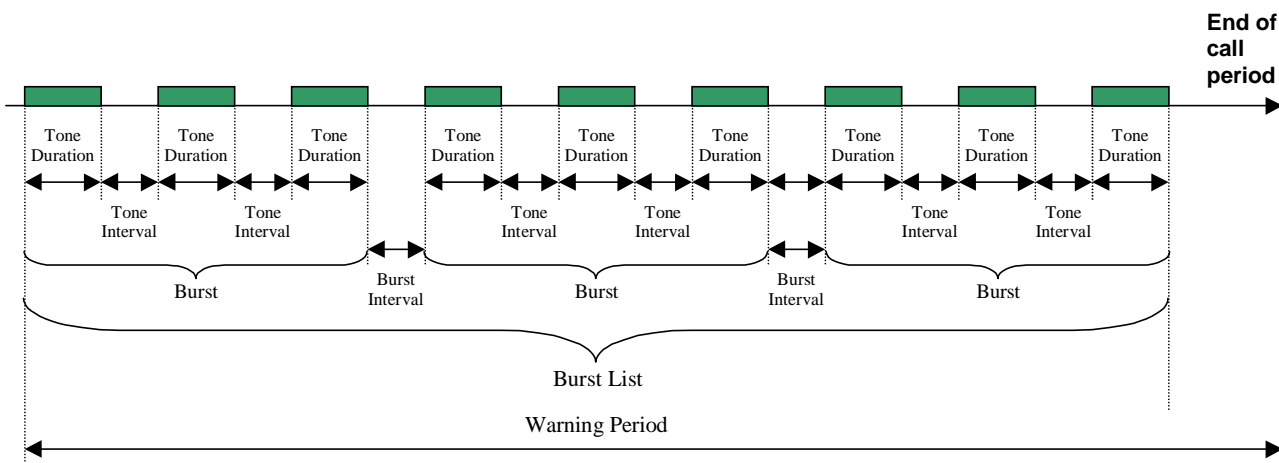 End of
call
period
Tone
Duration
Tone
Duration
Tone
Duration
Tone
Duration
Tone
Duration
Tone
Duration
Tone
Duration
Tone
Duration
Tone
Duration
Tone
Interval
Tone
Interval
Tone
Interval
Tone
Interval
Tone
Interval
Tone
Interval
Burst
Burst
Interval
Burst
Burst
Interval
Burst
Burst List
Warning Period